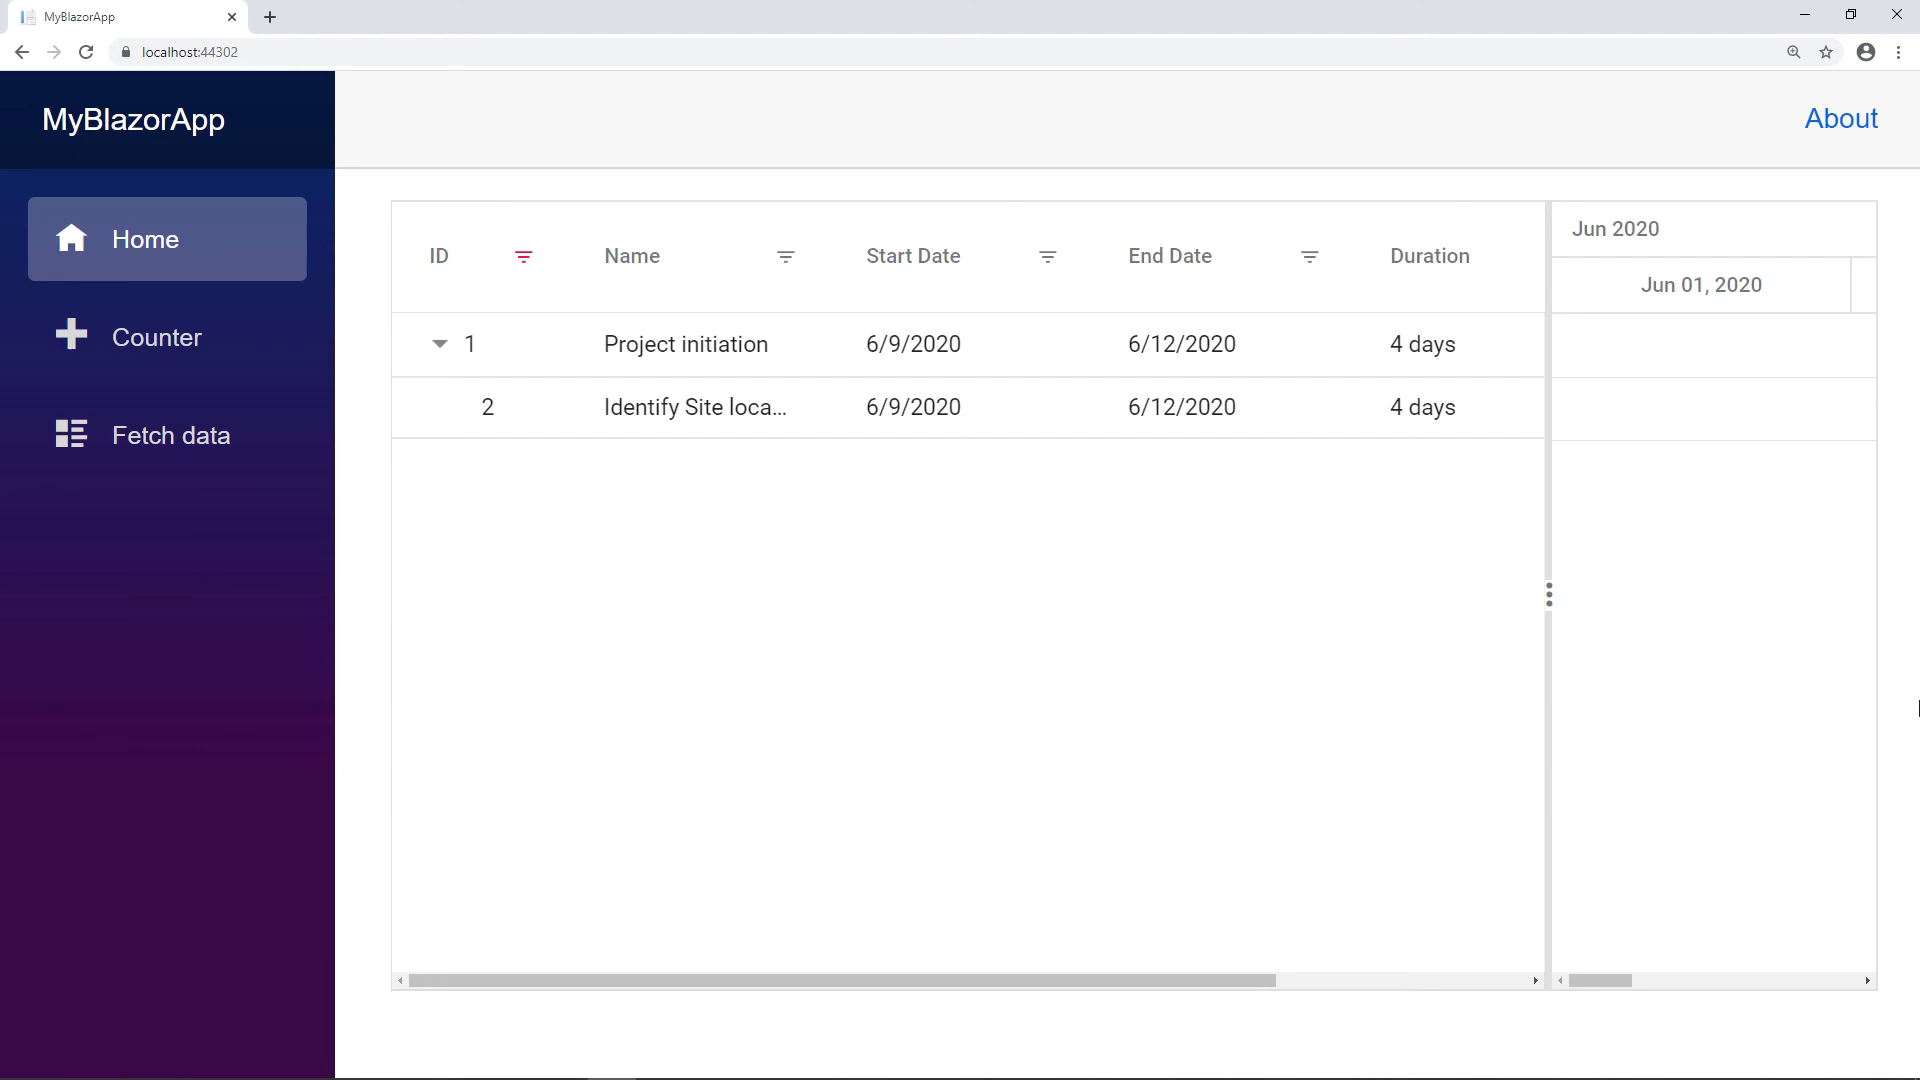 MyBlazorApp
localhost:44302
MyBlazorApp
About
Home
Counter
Fetch data
ID Name Start Date End Date Duration
Jun 2020
Jun 01, 2020
1 Project initiation 6/9/2020 6/12/2020 4 days
2 Identify Site loca... 6/9/2020 6/12/2020 4 days